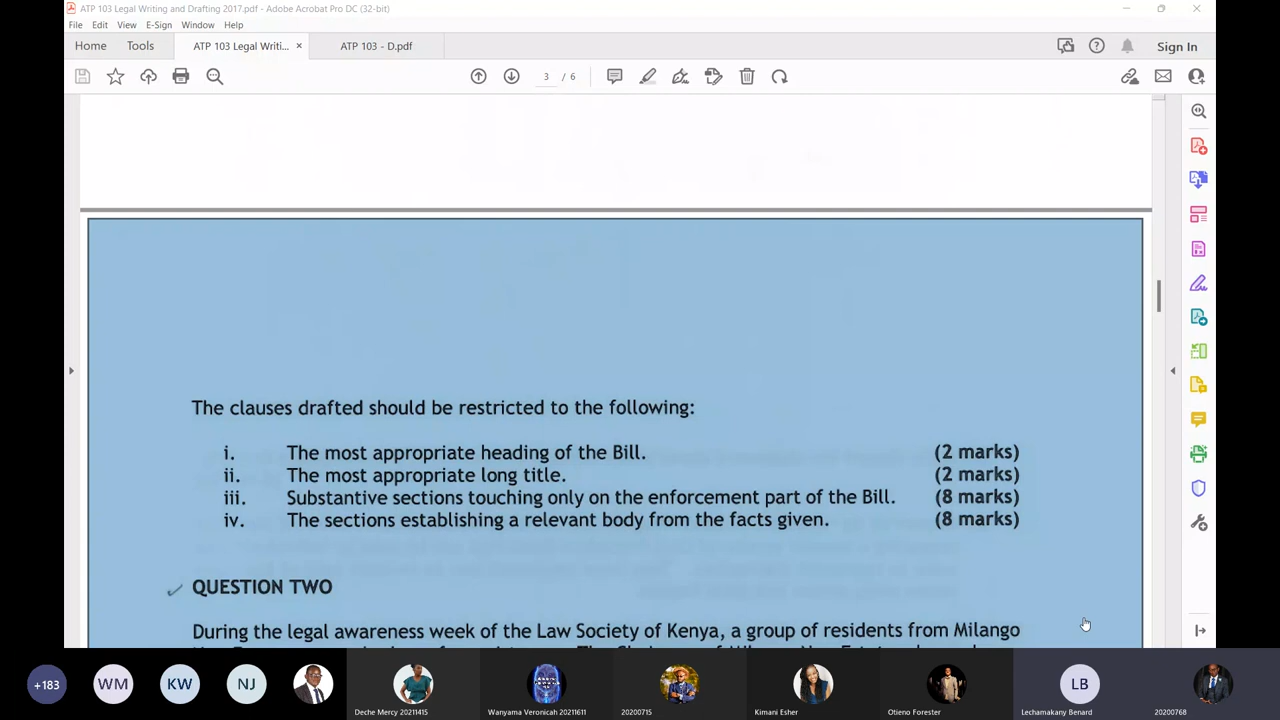 ATP 103 Legal Writing and Drafting 2017.pdf - Adobe Acrobat Pro DC (32-bit)
File Edit View E-Sign Window Help
Home Tools ATP 103 Legal Writi... × ATP 103 - D.pdf Sign In
3 / 6
The clauses drafted should be restricted to the following:
i. The most appropriate heading of the Bill. (2 marks)
ii. The most appropriate long title. (2 marks)
iii. Substantive sections touching only on the enforcement part of the Bill. (8 marks)
iv. The sections establishing a relevant body from the facts given. (8 marks)
QUESTION TWO
During the legal awareness week of the Law Society of Kenya, a group of residents from Milango
+183 WM KW NJ LB
Deche Mercy 20211415 Wanyama Veronicah 20211611 20200715 Kimani Esher Otieno Forester Lechamakany Benard 20200768